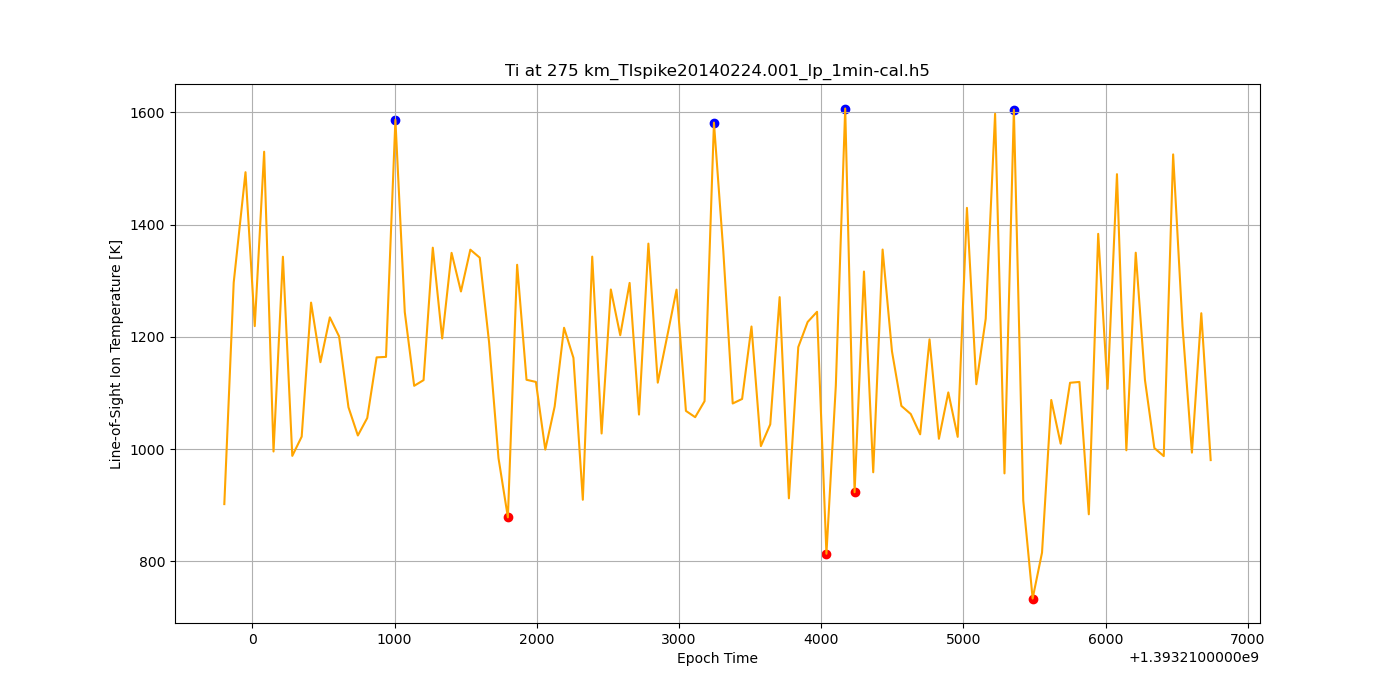 Ti at 275 km_TIspike20140224.001_lp_1min-cal.h5
Line-of-Sight Ion Temperature [K]
1600
1400
1200
1000
800
0 1000 2000 3000 4000 5000 6000 7000
Epoch Time
+1.3932100000e9